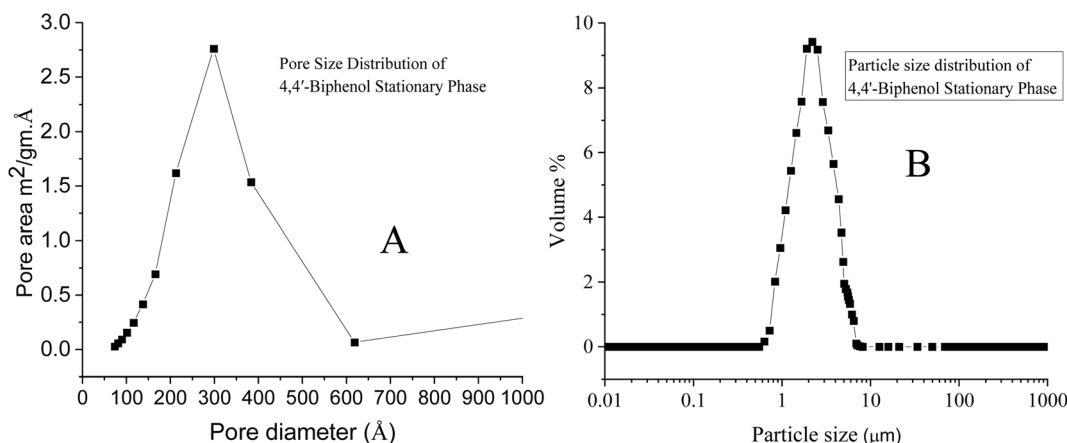 3.0
2.5
2.0
1.5
1.0
0.5
0.0
Pore area m²/gm.Å
Pore Size Distribution of
4,4′-Biphenol Stationary Phase
A
0 100 200 300 400 500 600 700 800 900 1000
Pore diameter (Å)
10
8
6
4
2
0
Volume %
Particle size distribution of
4,4'-Biphenol Stationary Phase
B
0.01 0.1 1 10 100 1000
Particle size (μm)